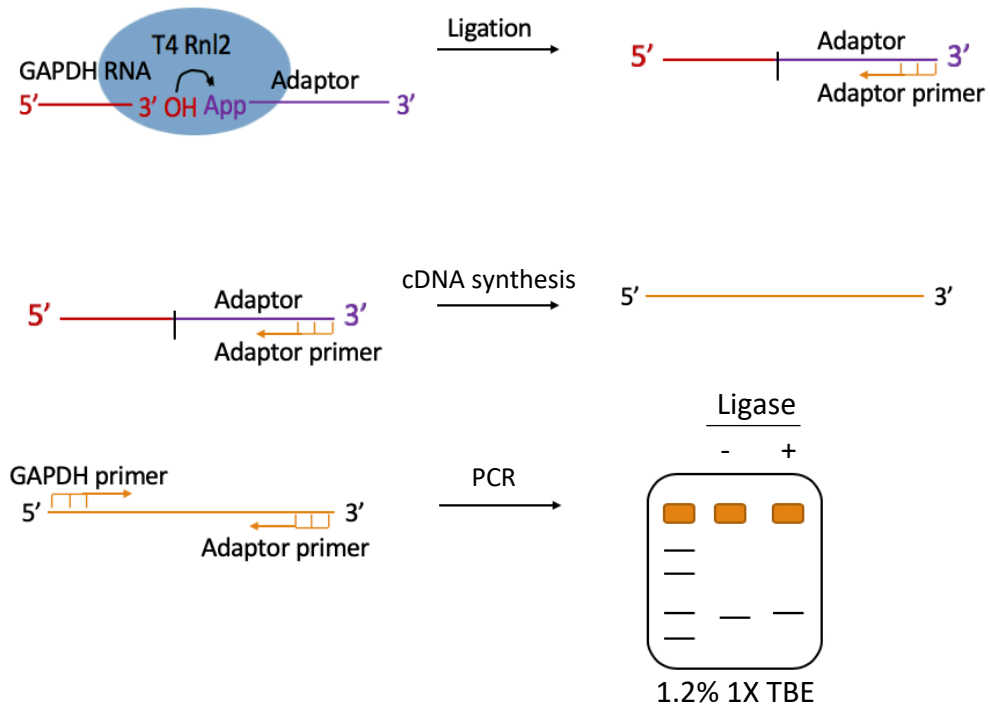 T4 Rnl2
GAPDH RNA
Adaptor
5’ 3’ OH App 3’
Ligation
Adaptor
5’ 3’
Adaptor primer
Adaptor
5’ 3’
Adaptor primer
cDNA synthesis
5’ 3’
GAPDH primer
5’ 3’
Adaptor primer
PCR
Ligase
- +
1.2% 1X TBE